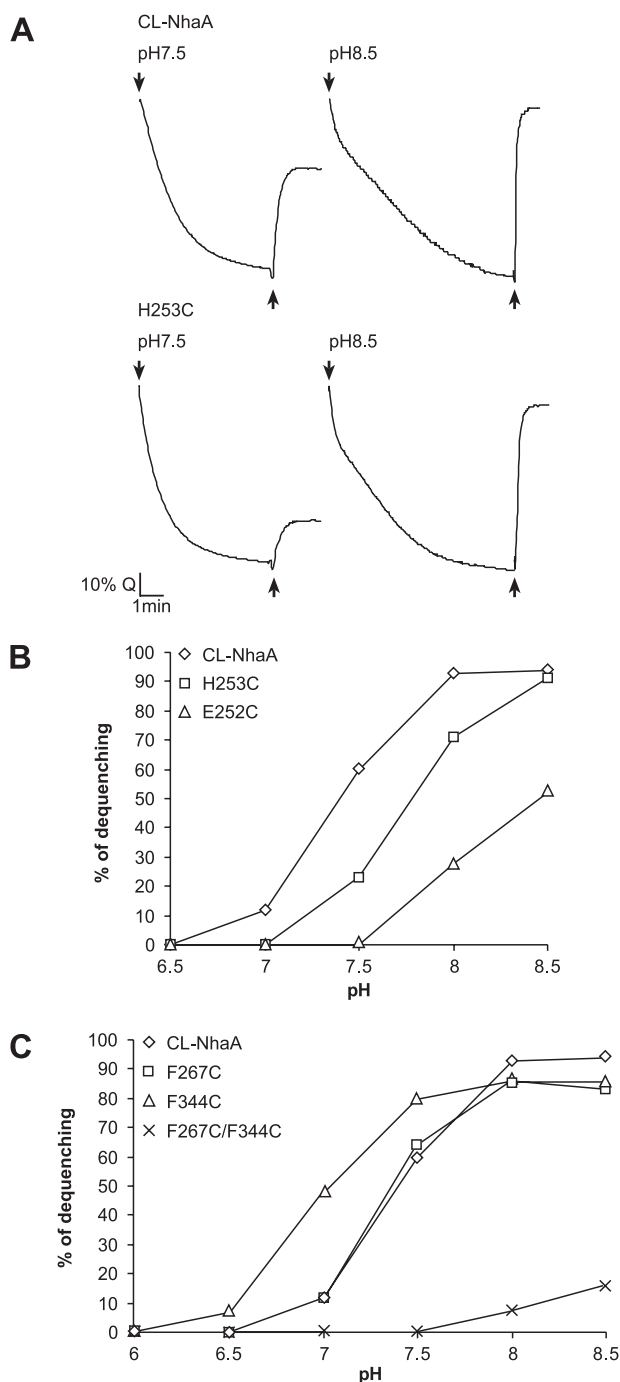 A
CL-NhaA
pH7.5 pH8.5
H253C
pH7.5 pH8.5
10% Q
1min
B
CL-NhaA
H253C
E252C
% of dequenching
100
90
80
70
60
50
40
30
20
10
0
6.5 7 7.5 8 8.5
pH
C
CL-NhaA
F267C
F344C
F267C/F344C
% of dequenching
100
90
80
70
60
50
40
30
20
10
0
6 6.5 7 7.5 8 8.5
pH